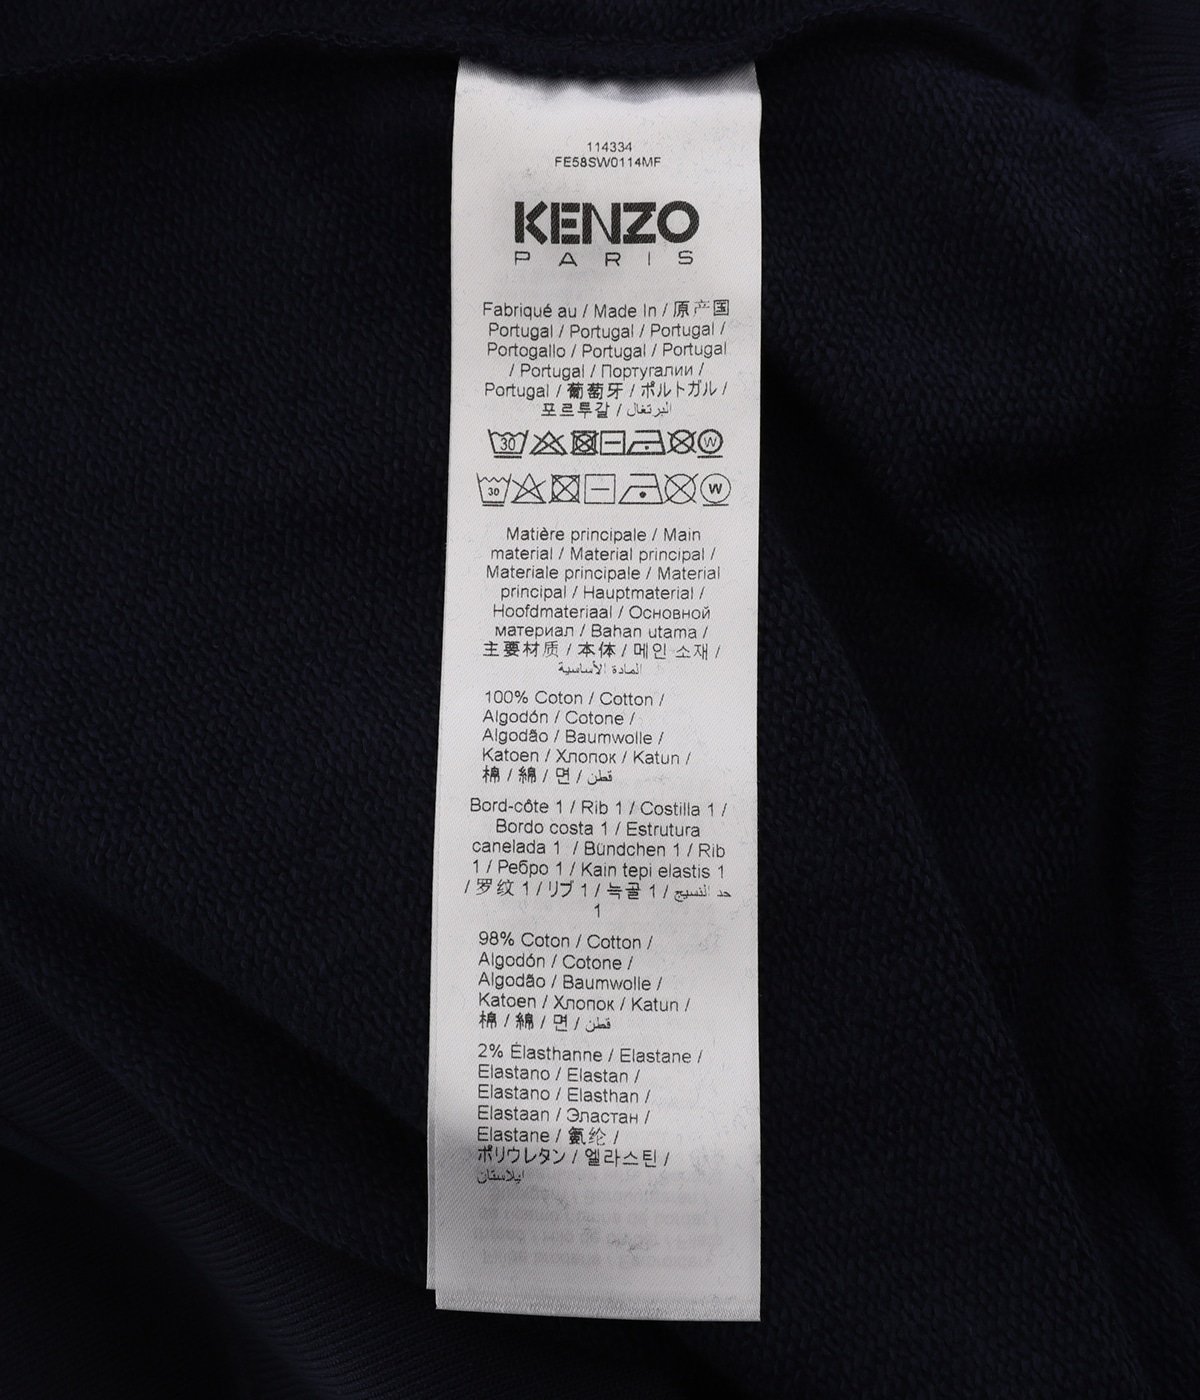 114334
FE58SW0114MF
KENZO
PARIS
Fabriqué au / Made In / 原产国
Portugal / Portugal / Portugal /
Portogallo / Portugal / Portugal
/ Portugal / Португалии /
Portugal / 葡萄牙 / ポルトガル /
포르투갈 / البرتغال
30 W
30 W
Matière principale / Main
material / Material principal /
Materiale principale / Material
principal / Hauptmaterial /
Hoofdmateriaal / Основной
материал / Bahan utama /
主要材质 / 本体 / 메인 소재 /
المادة الأساسية
100% Coton / Cotton /
Algodón / Cotone /
Algodão / Baumwolle /
Katoen / Хлопок / Katun /
棉 / 綿 / 면 / قطن
Bord-côte 1 / Rib 1 / Costilla 1 /
Bordo costa 1 / Estrutura
canelada 1 / Bündchen 1 / Rib
1 / Ребро 1 / Kain tepi elastis 1
/ 罗纹 1 / リブ 1 / 늑골 1 / حد النسيج
1
98% Coton / Cotton /
Algodón / Cotone /
Algodão / Baumwolle /
Katoen / Хлопок / Katun /
棉 / 綿 / 면 / قطن
2% Élasthanne / Elastane /
Elastano / Elastan /
Elastano / Elasthan /
Elastaan / Эластан /
Elastane / 氨纶 /
ポリウレタン / 엘라스틴 /
إيلاستان